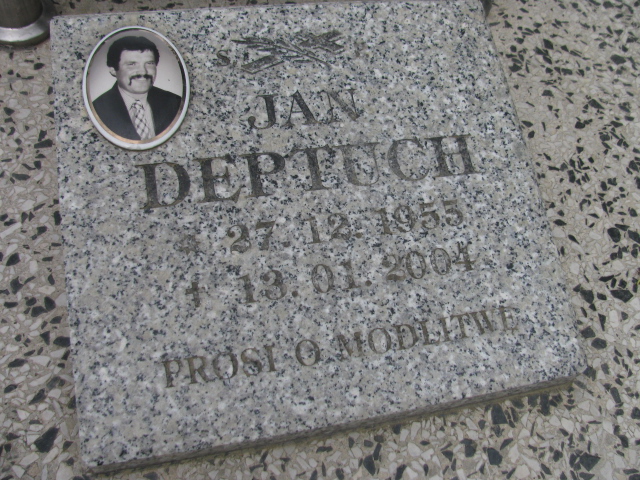 S.P.
JAN
DEPTUCH
* 27. 12. 1955
† 13. 01. 2004
PROSI O MODLITWĘ